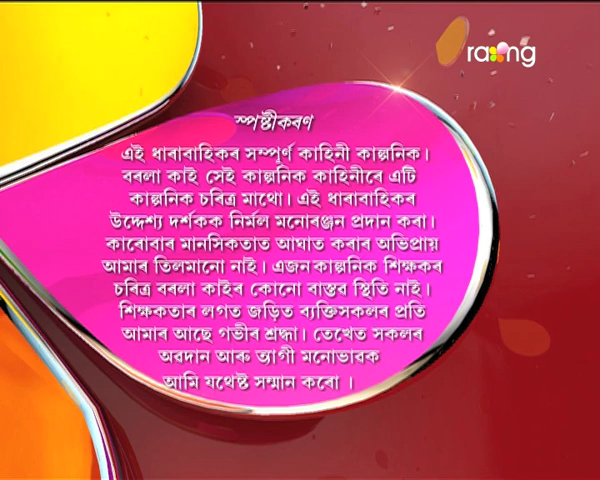 rang
স্পষ্টীকৰণ
এই ধাৰাবাহিকৰ সম্পূৰ্ণ কাহিনী কাল্পনিক।
বৰলা কাই সেই কাল্পনিক কাহিনীৰে এটি
কাল্পনিক চৰিত্ৰ মাথো। এই ধাৰাবাহিকৰ
উদ্দেশ্য দৰ্শকক নিৰ্মল মনোৰঞ্জন প্ৰদান কৰা।
কাৰোবাৰ মানসিকতাত আঘাত কৰাৰ অভিপ্ৰায়
আমাৰ তিলমানো নাই। এজন কাল্পনিক শিক্ষকৰ
চৰিত্ৰ বৰলা কাইৰ কোনো বাস্তৱ স্থিতি নাই।
শিক্ষকতাৰ লগত জড়িত ব্যক্তিসকলৰ প্ৰতি
আমাৰ আছে গভীৰ শ্ৰদ্ধা। তেখেত সকলৰ
অৱদান আৰু ত্যাগী মনোভাৱক
আমি যথেষ্ট সন্মান কৰো ।